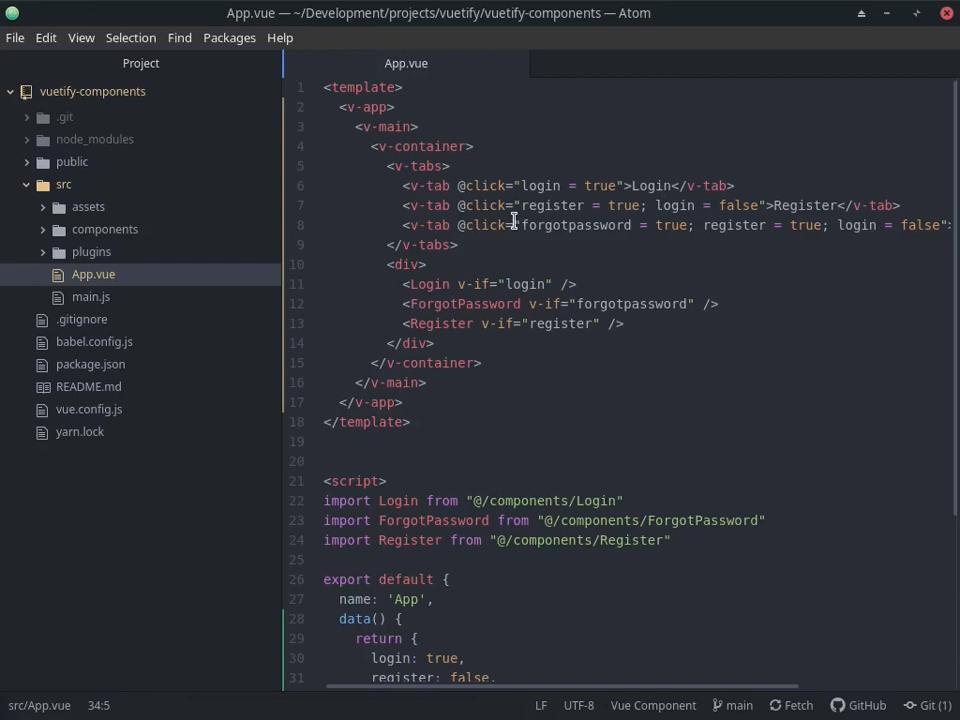 App.vue — ~/Development/projects/vuetify/vuetify-components — Atom
File Edit View Selection Find Packages Help
Project
App.vue
vuetify-components
.git
node_modules
public
src
assets
components
plugins
App.vue
main.js
.gitignore
babel.config.js
package.json
README.md
vue.config.js
yarn.lock
1 <template>
2 <v-app>
3 <v-main>
4 <v-container>
5 <v-tabs>
6 <v-tab @click="login = true">Login</v-tab>
7 <v-tab @click="register = true; login = false">Register</v-tab>
8 <v-tab @click="forgotpassword = true; register = true; login = false">
9 </v-tabs>
10 <div>
11 <Login v-if="login" />
12 <ForgotPassword v-if="forgotpassword" />
13 <Register v-if="register" />
14 </div>
15 </v-container>
16 </v-main>
17 </v-app>
18 </template>
19
20
21 <script>
22 import Login from "@/components/Login"
23 import ForgotPassword from "@/components/ForgotPassword"
24 import Register from "@/components/Register"
25
26 export default {
27 name: 'App',
28 data() {
29 return {
30 login: true,
31 register: false,
src/App.vue 34:5 LF UTF-8 Vue Component main Fetch GitHub Git (1)